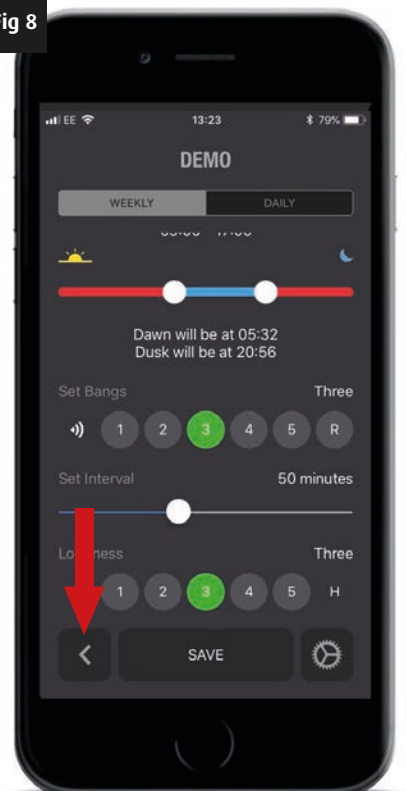 Fig 8
EE 13:23 79%
DEMO
WEEKLY DAILY
Dawn will be at 05:32
Dusk will be at 20:56
Set Bangs Three
1 2 3 4 5 R
Set Interval 50 minutes
Three
1 2 3 4 5 H
SAVE